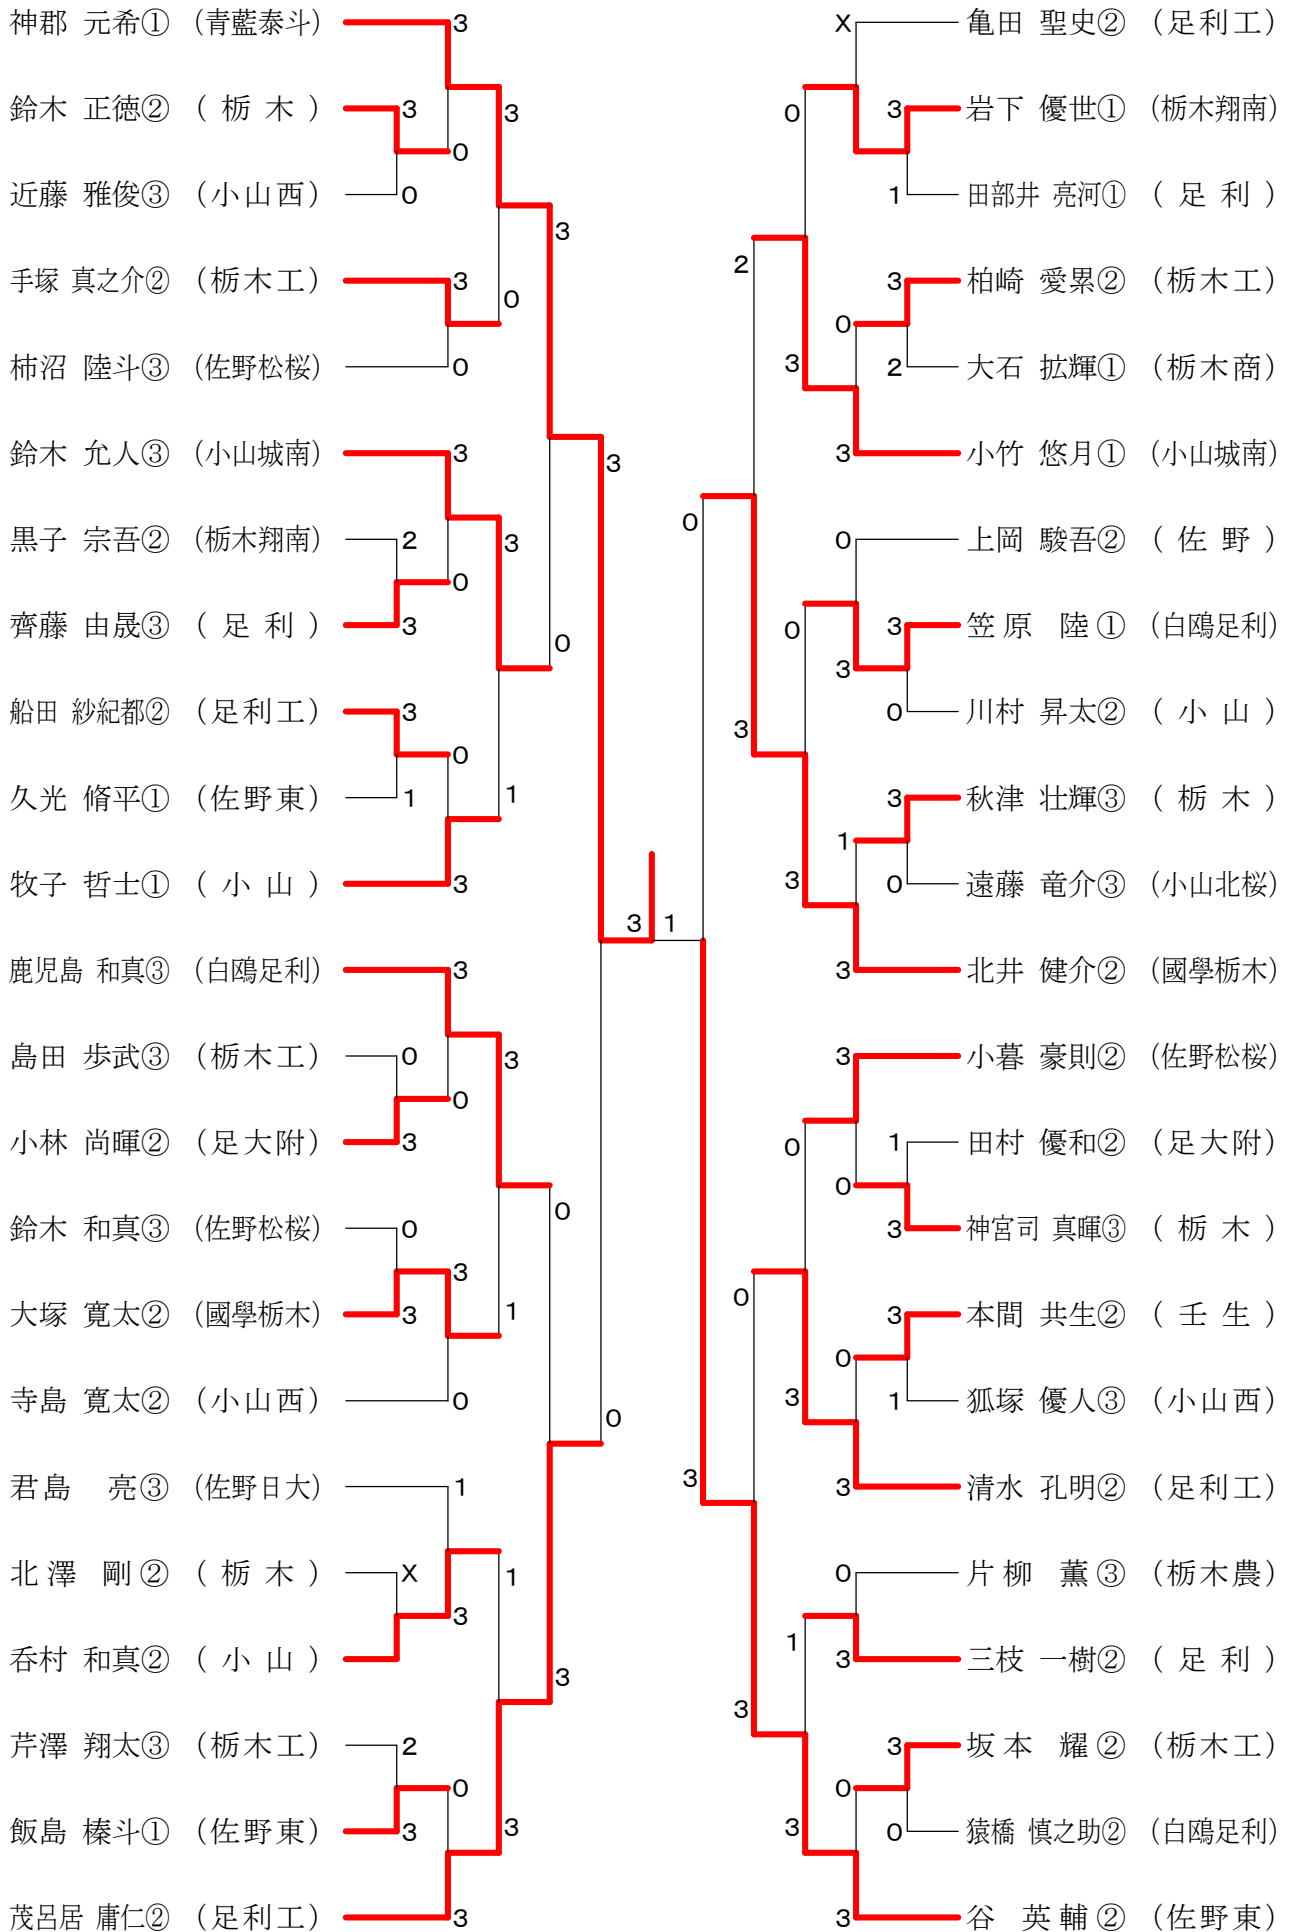 神郡 元希① (青藍泰斗) 3
鈴木 正徳② (栃木) 3
0
近藤 雅俊③ (小山西) 0
3
手塚 真之介② (栃木工) 3
0
柿沼 陸斗③ (佐野松桜) 0
3
鈴木 允人③ (小山城南) 3
黒子 宗吾② (栃木翔南) 2
0
齊藤 由晟③ (足利) 3
3
船田 紗紀都② (足利工) 3
0
久光 脩平① (佐野東) 1
1
牧子 哲士① (小山) 3
0
3
鹿児島 和真③ (白鴎足利) 3
島田 歩武③ (栃木工) 0
0
小林 尚暉② (足大附) 3
3
鈴木 和真③ (佐野松桜) 0
3
大塚 寛太② (國學栃木) 3
1
寺島 寛太② (小山西) 0
0
君島 亮③ (佐野日大) 1
北澤 剛② (栃木) X
3
呑村 和真② (小山)
1
芹澤 翔太③ (栃木工) 2
0
飯島 榛斗① (佐野東) 3
3
茂呂居 庸仁② (足利工) 3
3
0
3 1
X 亀田 聖史② (足利工)
3 岩下 優世① (栃木翔南)
1 田部井 亮河① (足利)
0
3 柏崎 愛累② (栃木工)
0
2 大石 拡輝① (栃木商)
3
3 小竹 悠月① (小山城南)
2
0 上岡 駿吾② (佐野)
3 笠原 陸① (白鴎足利)
3
0 川村 昇太② (小山)
0
3 秋津 壮輝③ (栃木)
1
0 遠藤 竜介③ (小山北桜)
3
3 北井 健介② (國學栃木)
3
0
3 小暮 豪則② (佐野松桜)
1 田村 優和② (足大附)
0
3 神宮司 真暉③ (栃木)
0
3 本間 共生② (壬生)
0
1 狐塚 優人③ (小山西)
3
3 清水 孔明② (足利工)
0
0 片柳 薫③ (栃木農)
3 三枝 一樹② (足利)
1
3 坂本 耀② (栃木工)
0
0 猿橋 慎之助② (白鴎足利)
3
3 谷 英輔② (佐野東)
3
3